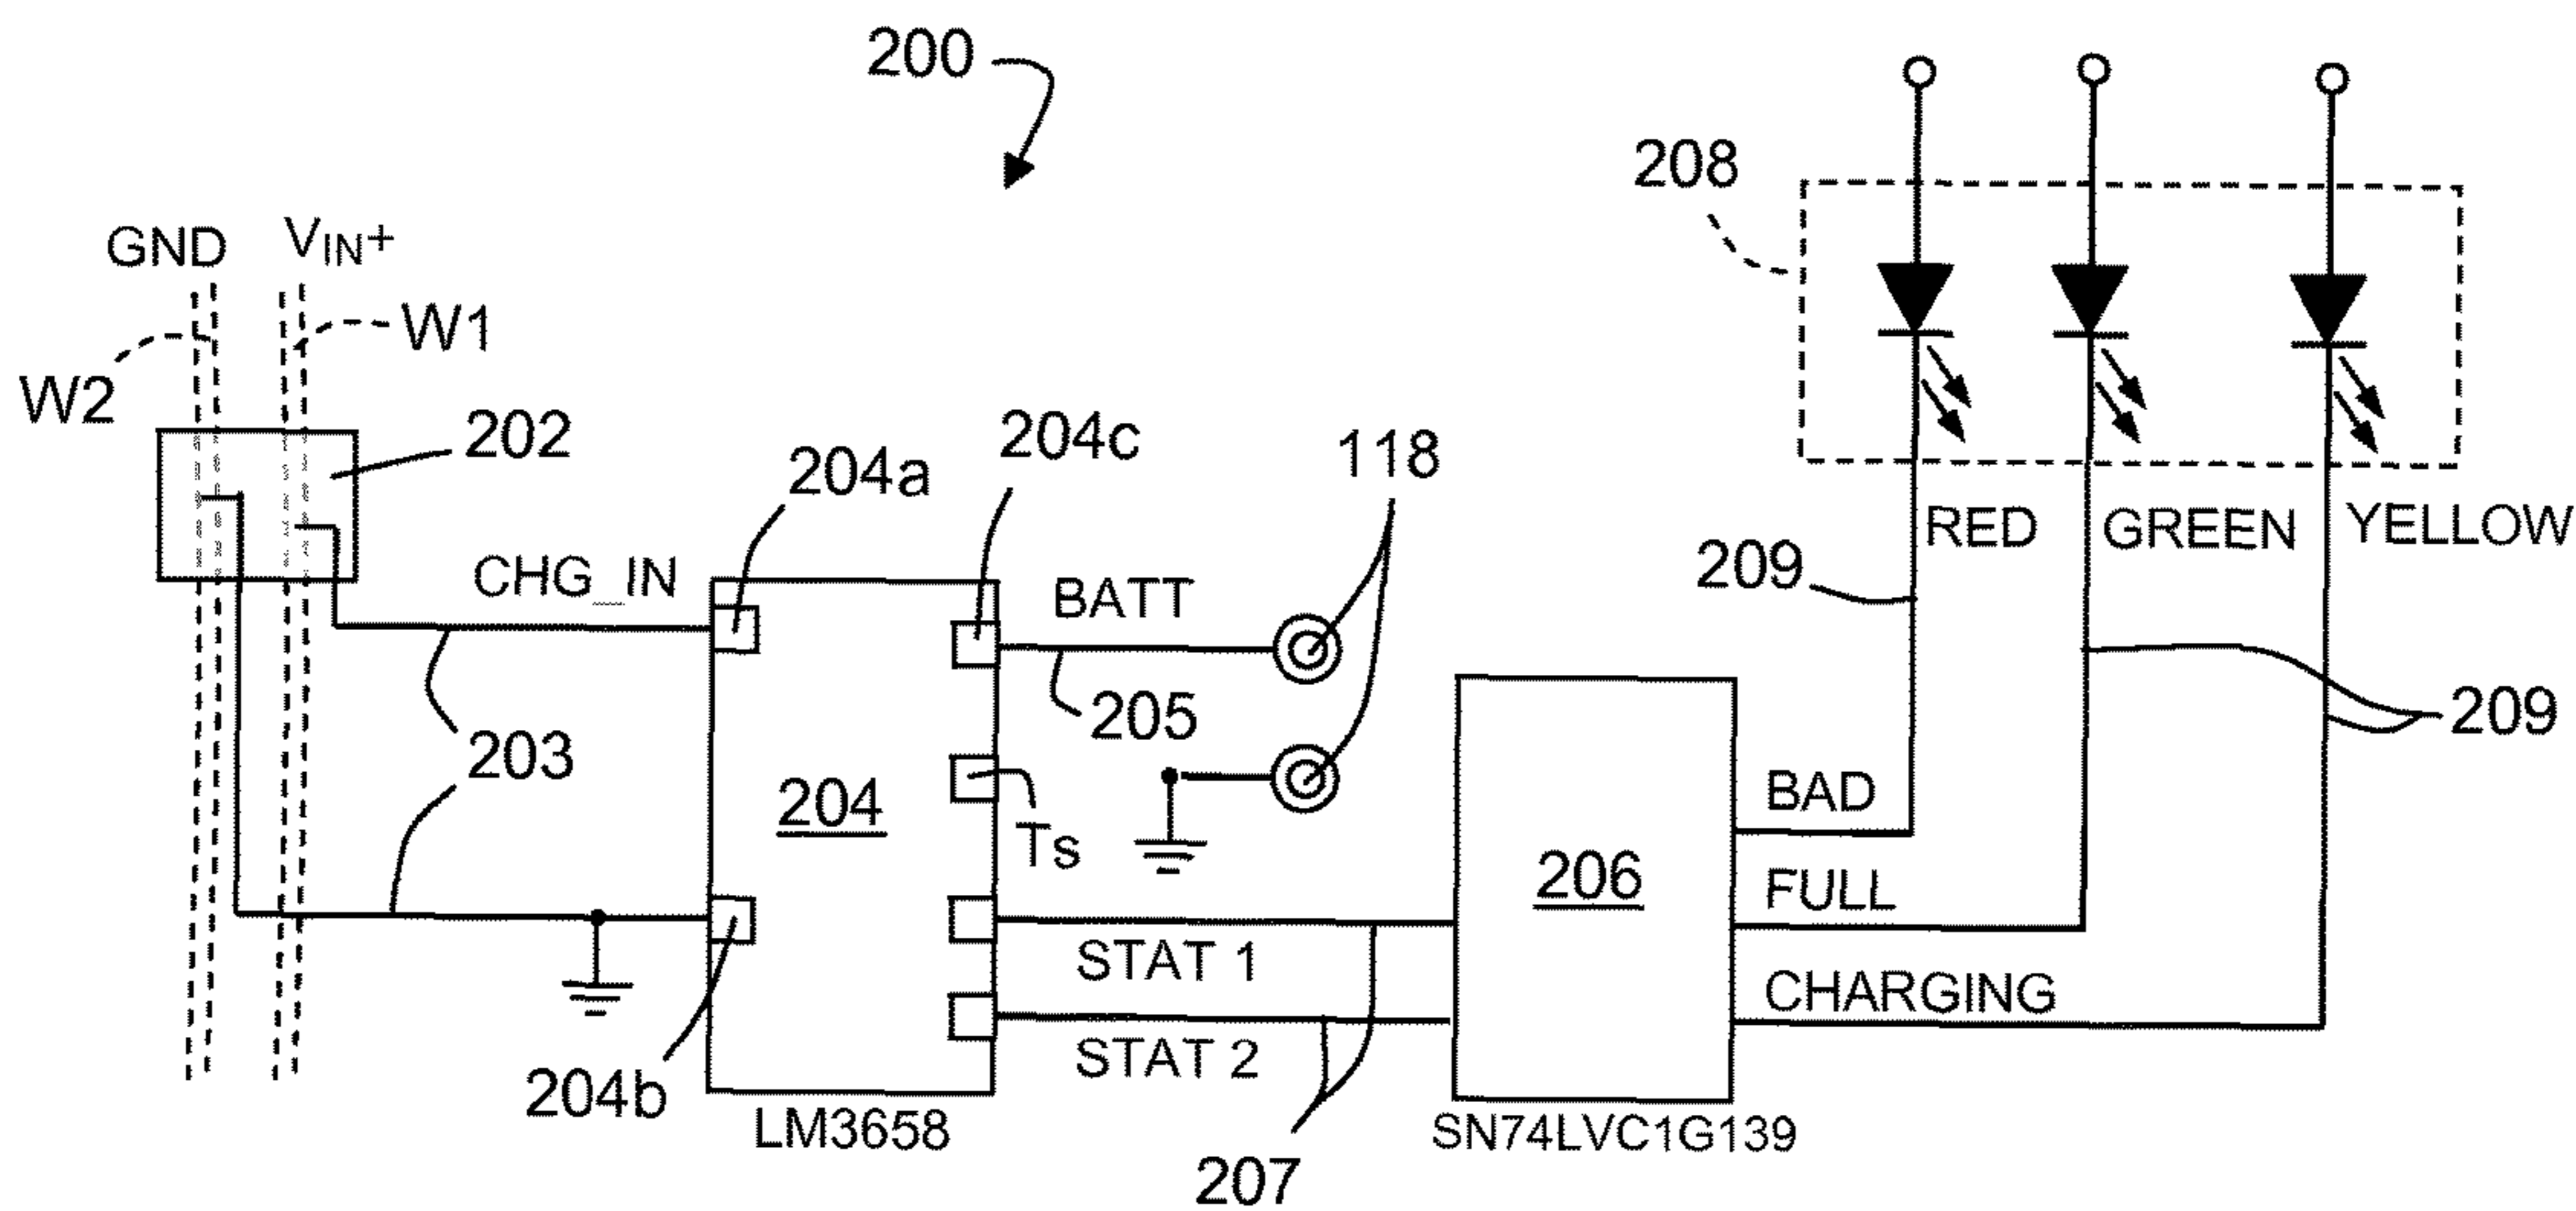 200
208
GND
VIN+
W1
W2
202
204a
204c
118
CHG_IN
BATT
RED
GREEN
YELLOW
209
203
205
209
204
Ts
BAD
206
FULL
STAT 1
CHARGING
STAT 2
204b
LM3658
SN74LVC1G139
207